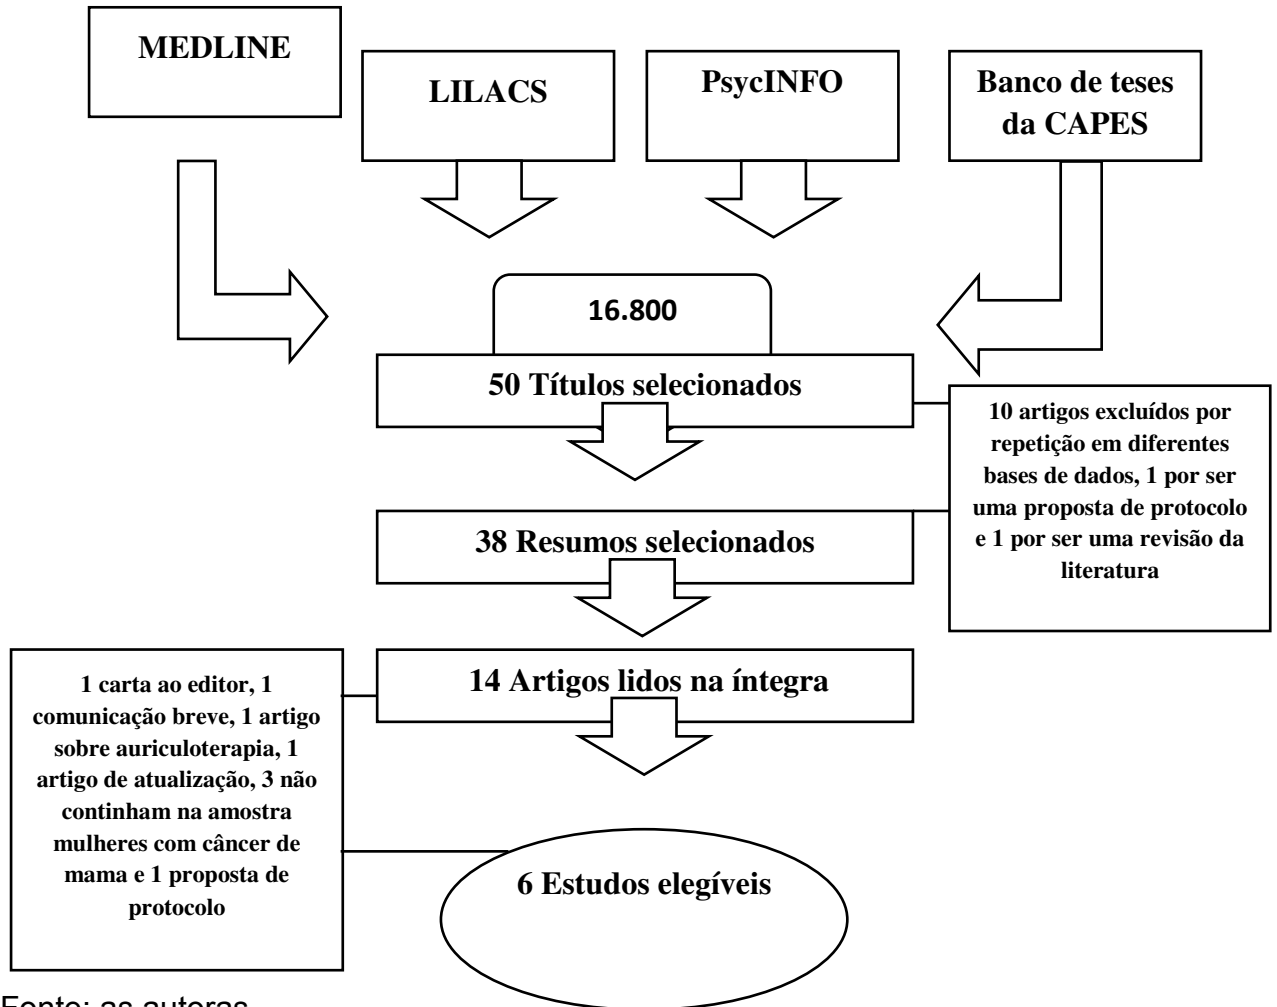 MEDLINE
LILACS
PsycINFO
Banco de teses
da CAPES
16.800
50 Títulos selecionados
10 artigos excluídos por
repetição em diferentes
bases de dados, 1 por ser
uma proposta de protocolo
e 1 por ser uma revisão da
literatura
38 Resumos selecionados
14 Artigos lidos na íntegra
1 carta ao editor, 1
comunicação breve, 1 artigo
sobre auriculoterapia, 1
artigo de atualização, 3 não
continham na amostra
mulheres com câncer de
mama e 1 proposta de
protocolo
6 Estudos elegíveis
Fonte: as autoras